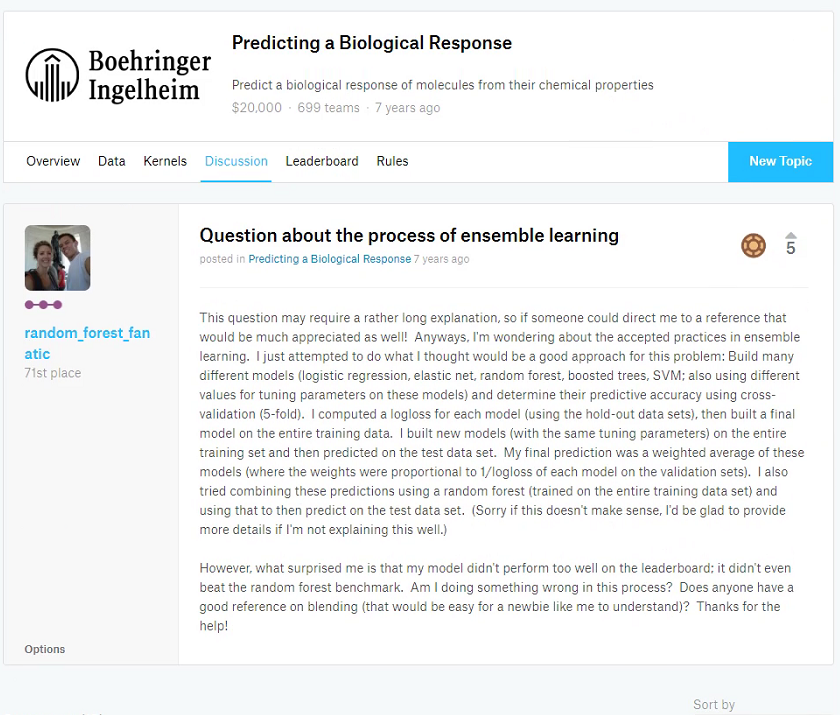 Boehringer
Ingelheim
Predicting a Biological Response
Predict a biological response of molecules from their chemical properties
$20,000 · 699 teams · 7 years ago
Overview Data Kernels Discussion Leaderboard Rules New Topic
random_forest_fan
atic
71st place
Options
Question about the process of ensemble learning
posted in Predicting a Biological Response 7 years ago
5
This question may require a rather long explanation, so if someone could direct me to a reference that
would be much appreciated as well! Anyways, I'm wondering about the accepted practices in ensemble
learning. I just attempted to do what I thought would be a good approach for this problem: Build many
different models (logistic regression, elastic net, random forest, boosted trees, SVM; also using different
values for tuning parameters on these models) and determine their predictive accuracy using cross-
validation (5-fold). I computed a logloss for each model (using the hold-out data sets), then built a final
model on the entire training data. I built new models (with the same tuning parameters) on the entire
training set and then predicted on the test data set. My final prediction was a weighted average of these
models (where the weights were proportional to 1/logloss of each model on the validation sets). I also
tried combining these predictions using a random forest (trained on the entire training data set) and
using that to then predict on the test data set. (Sorry if this doesn't make sense, I'd be glad to provide
more details if I'm not explaining this well.)
However, what surprised me is that my model didn't perform too well on the leaderboard; it didn't even
beat the random forest benchmark. Am I doing something wrong in this process? Does anyone have a
good reference on blending (that would be easy for a newbie like me to understand)? Thanks for the
help!
Sort by